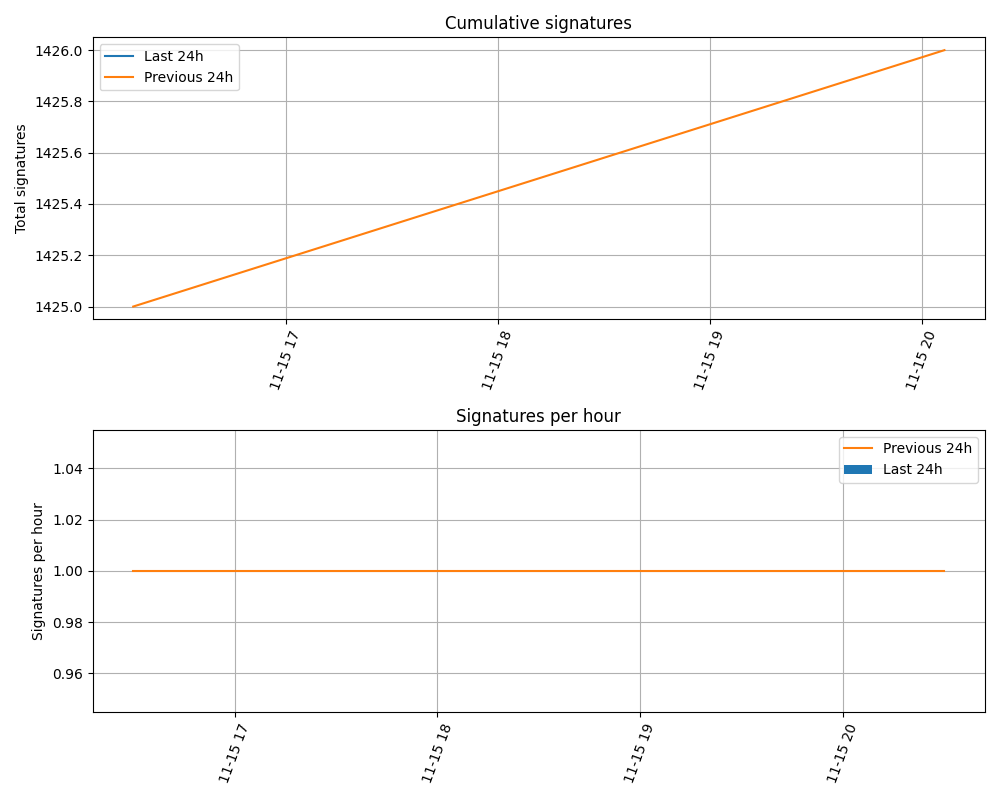 Cumulative signatures
1426.0
1425.8
1425.6
1425.4
1425.2
1425.0
Total signatures
Last 24h
Previous 24h
11-15 17
11-15 18
11-15 19
11-15 20
Signatures per hour
1.04
1.02
1.00
0.98
0.96
Signatures per hour
Previous 24h
Last 24h
11-15 17
11-15 18
11-15 19
11-15 20